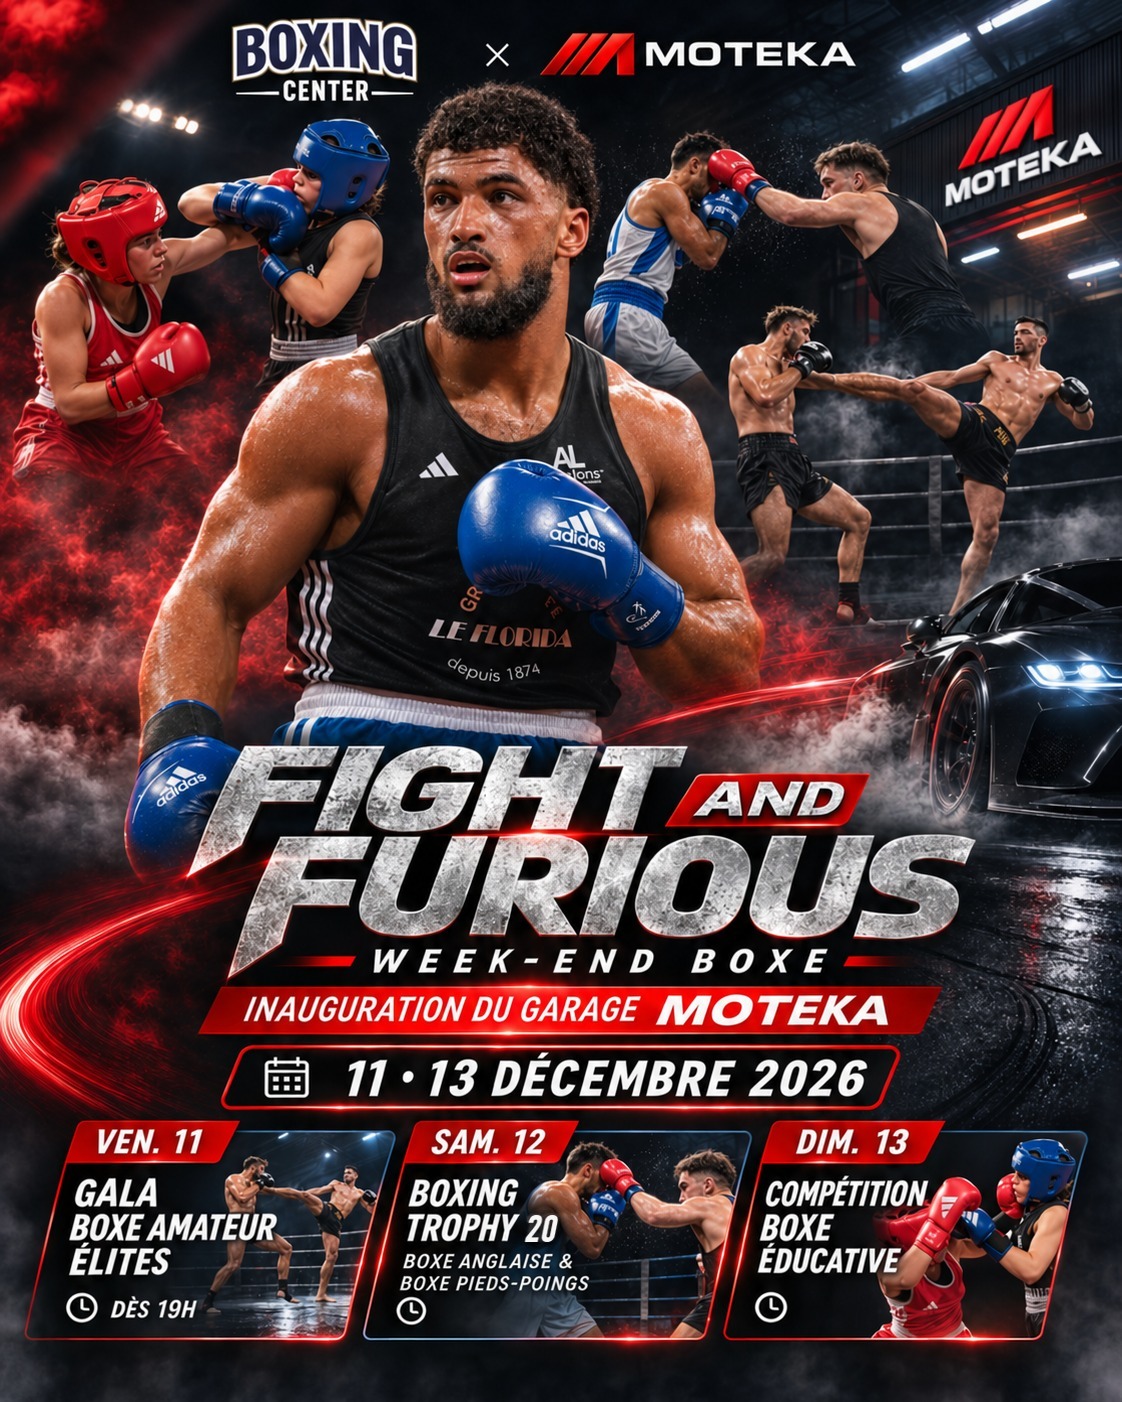 BOXING
CENTER
×
MOTEKA
MOTEKA
AL
adidas
LE FLORIDA
depuis 1874
adidas
FIGHT AND
FURIOUS
WEEK-END BOXE
INAUGURATION DU GARAGE MOTEKA
11 • 13 DÉCEMBRE 2026
VEN. 11
GALA
BOXE AMATEUR
ÉLITES
DÈS 19H
SAM. 12
BOXING
TROPHY 20
BOXE ANGLAISE &
BOXE PIEDS-POINGS
DIM. 13
COMPÉTITION
BOXE
ÉDUCATIVE